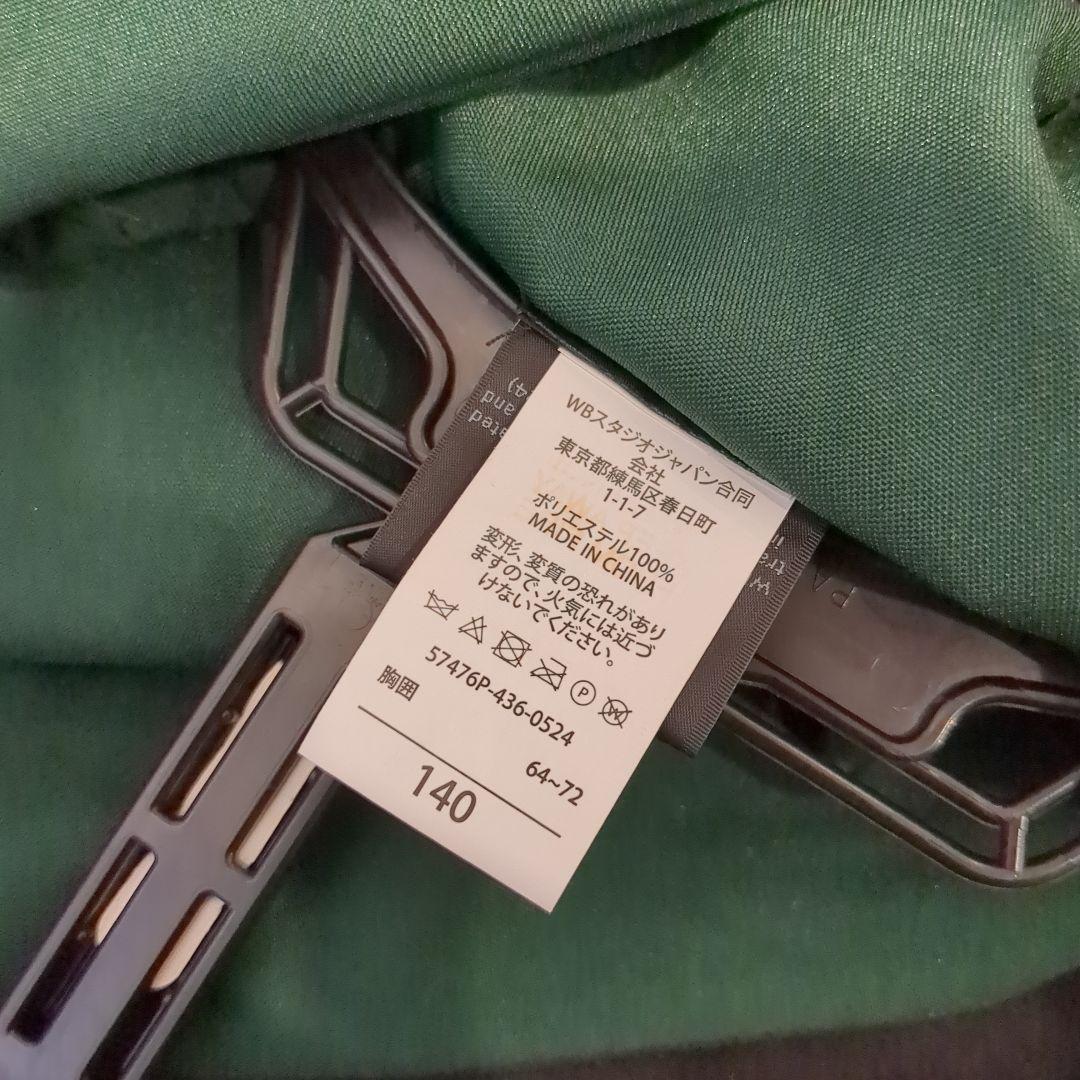 WBスタジオジャパン合同
会社
東京都練馬区春日町
1-1-7
ポリエステル100%
MADE IN CHINA
変形、変質の恐れがあり
ますので、火気には近づ
けないでください。
P
W
57476P-436-0524
胸囲
64~72
140
and
PA